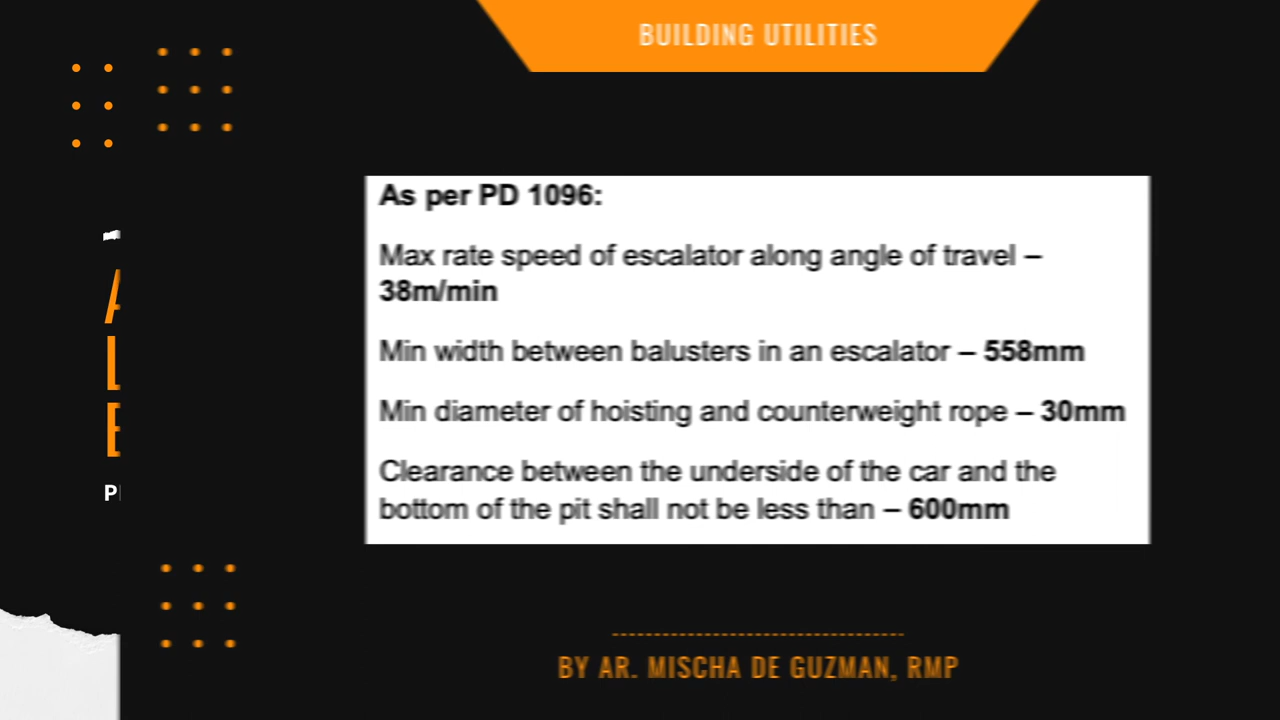 BUILDING UTILITIES
As per PD 1096:
Max rate speed of escalator along angle of travel –
38m/min
Min width between balusters in an escalator – 558mm
Min diameter of hoisting and counterweight rope – 30mm
Clearance between the underside of the car and the
bottom of the pit shall not be less than – 600mm
A
L
E
P
BY AR. MISCHA DE GUZMAN, RMP